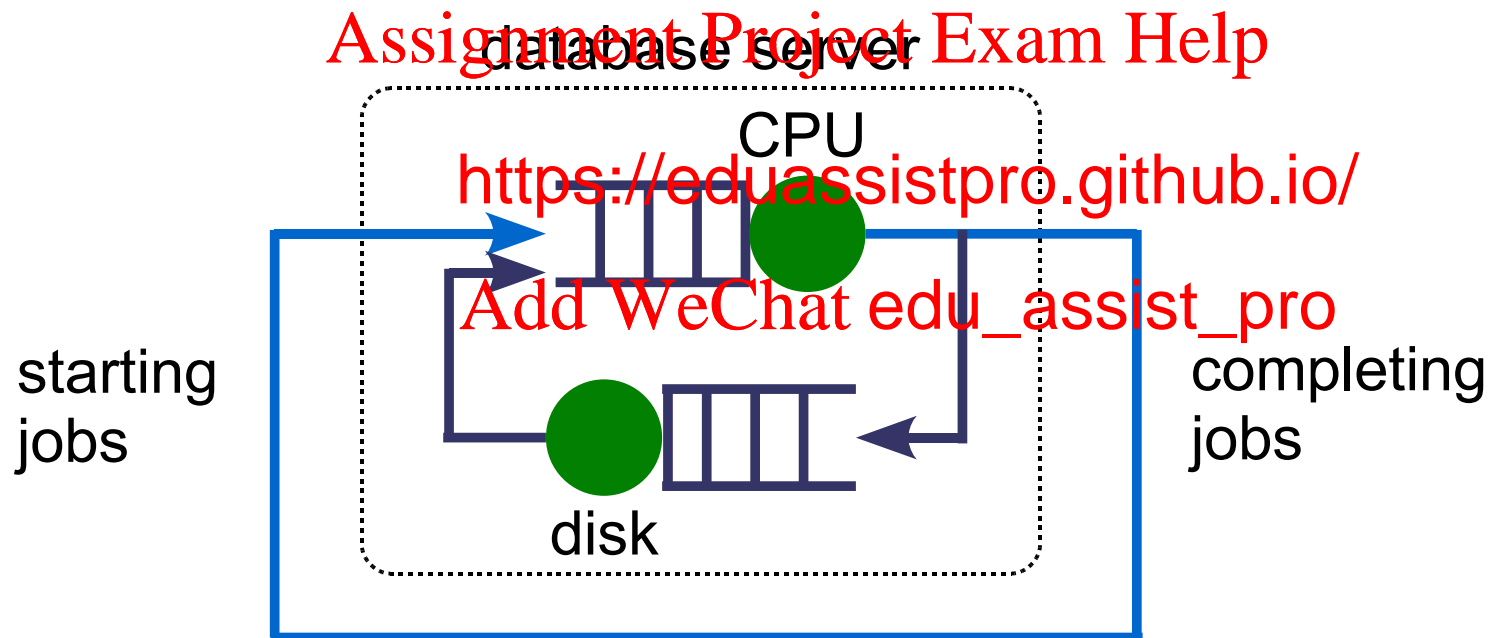 Assignment Project Exam Help
database server
CPU
https://eduassistpro.github.io/
Add WeChat edu_assist_pro
starting
jobs
completing
jobs
disk